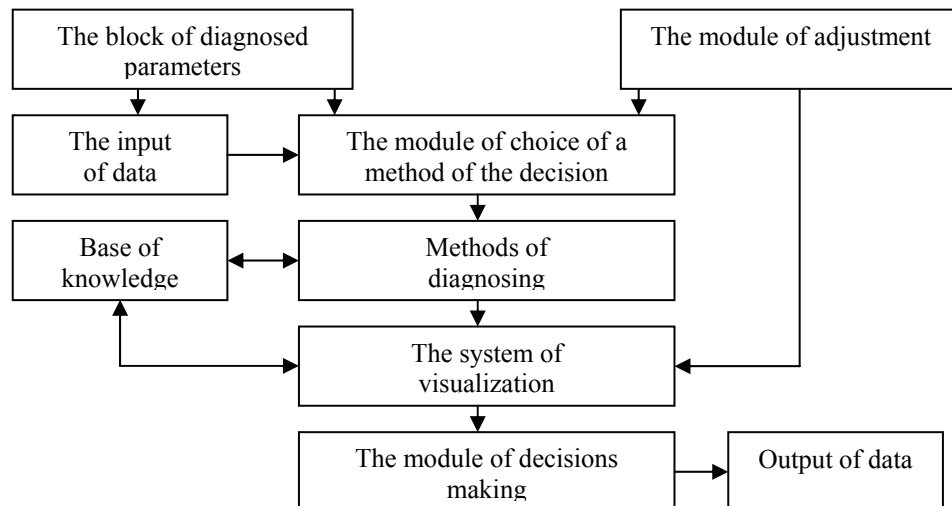 The block of diagnosed
parameters
The module of adjustment
The input
of data
The module of choice of a
method of the decision
Base of
knowledge
Methods of
diagnosing
The system of
visualization
The module of decisions
making
Output of data